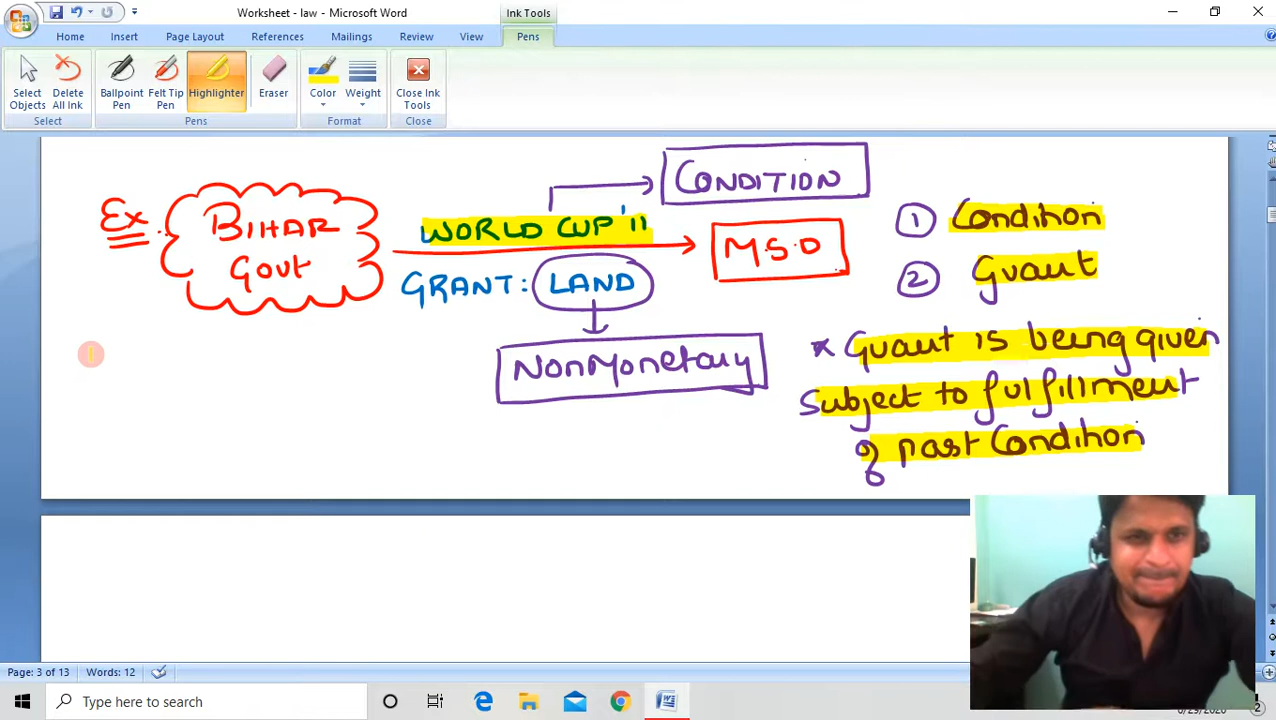 Worksheet - law - Microsoft Word
Ink Tools
Home Insert Page Layout References Mailings Review View Pens
Select Objects
Delete All Ink
Ballpoint Pen
Felt Tip Pen
Highlighter
Eraser
Color
Weight
Close Ink Tools
Select Pens Format Close
Ex
BIHAR
Govt
WORLD CUP '11
GRANT: LAND
CONDITION
M.S.D
NonMonetary
1 Condition
2 Grant
* Grant is being given
subject to fulfillment
of past Condition
Page: 3 of 13 Words: 12
Type here to search